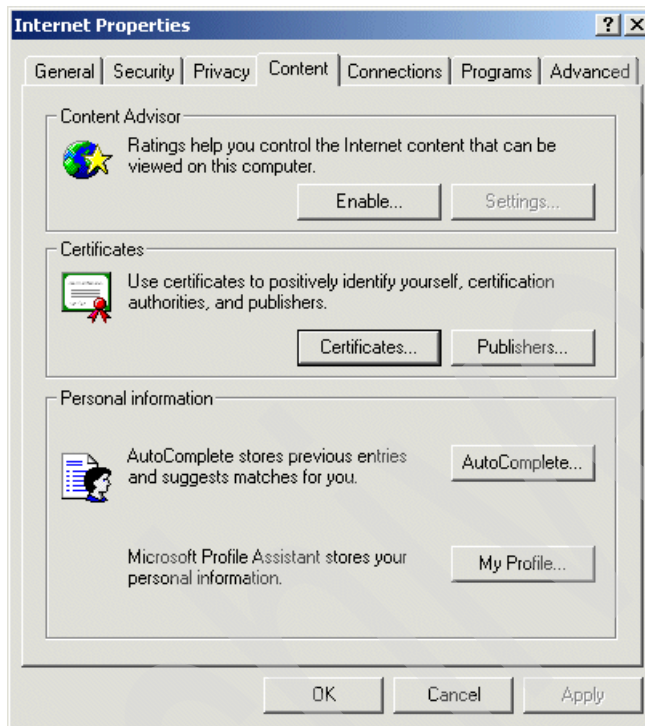 Internet Properties
General Security Privacy Content Connections Programs Advanced
Content Advisor
Ratings help you control the Internet content that can be
viewed on this computer.
Enable... Settings...
Certificates
Use certificates to positively identify yourself, certification
authorities, and publishers.
Certificates... Publishers...
Personal information
AutoComplete stores previous entries
and suggests matches for you.
AutoComplete...
Microsoft Profile Assistant stores your
personal information.
My Profile...
OK Cancel Apply